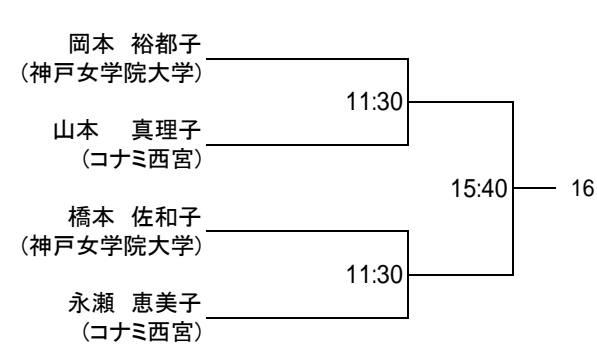 岡本　裕都子
(神戸女学院大学)
11:30
山本　真理子
(コナミ西宮)
15:40
16
橋本　佐和子
(神戸女学院大学)
11:30
永瀬　恵美子
(コナミ西宮)